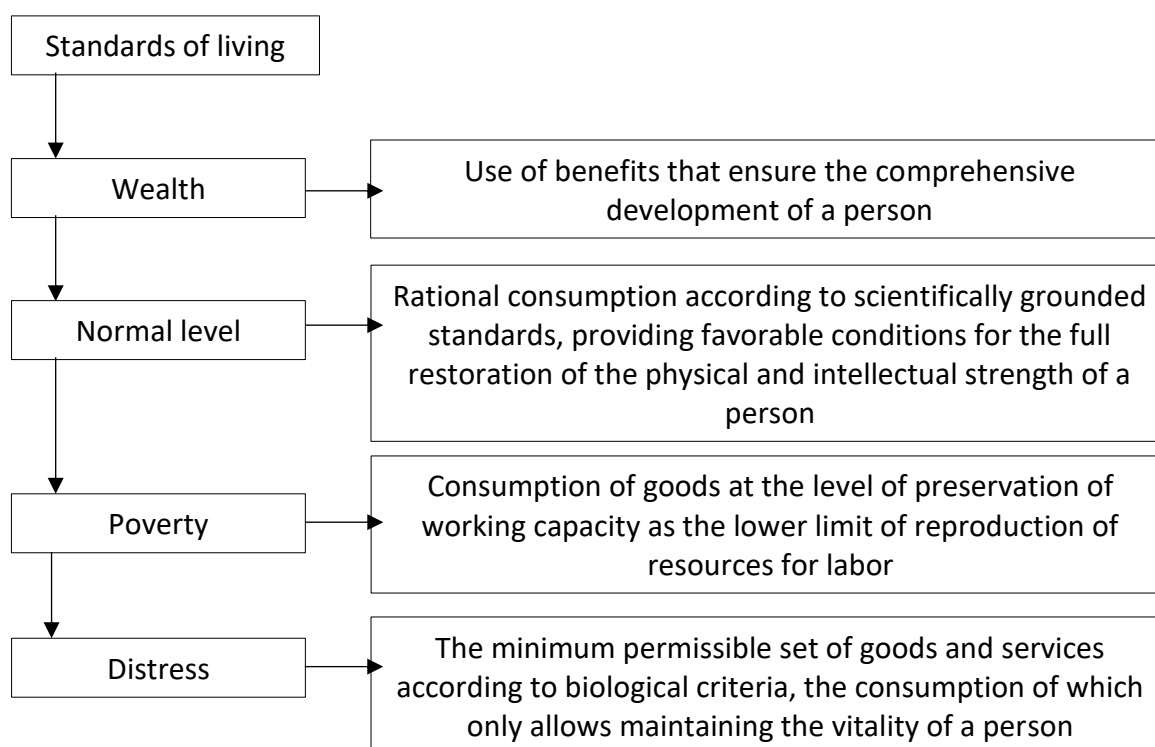 Standards of living
Wealth
Use of benefits that ensure the comprehensive
development of a person
Normal level
Rational consumption according to scientifically grounded
standards, providing favorable conditions for the full
restoration of the physical and intellectual strength of a
person
Poverty
Consumption of goods at the level of preservation of
working capacity as the lower limit of reproduction of
resources for labor
Distress
The minimum permissible set of goods and services
according to biological criteria, the consumption of which
only allows maintaining the vitality of a person